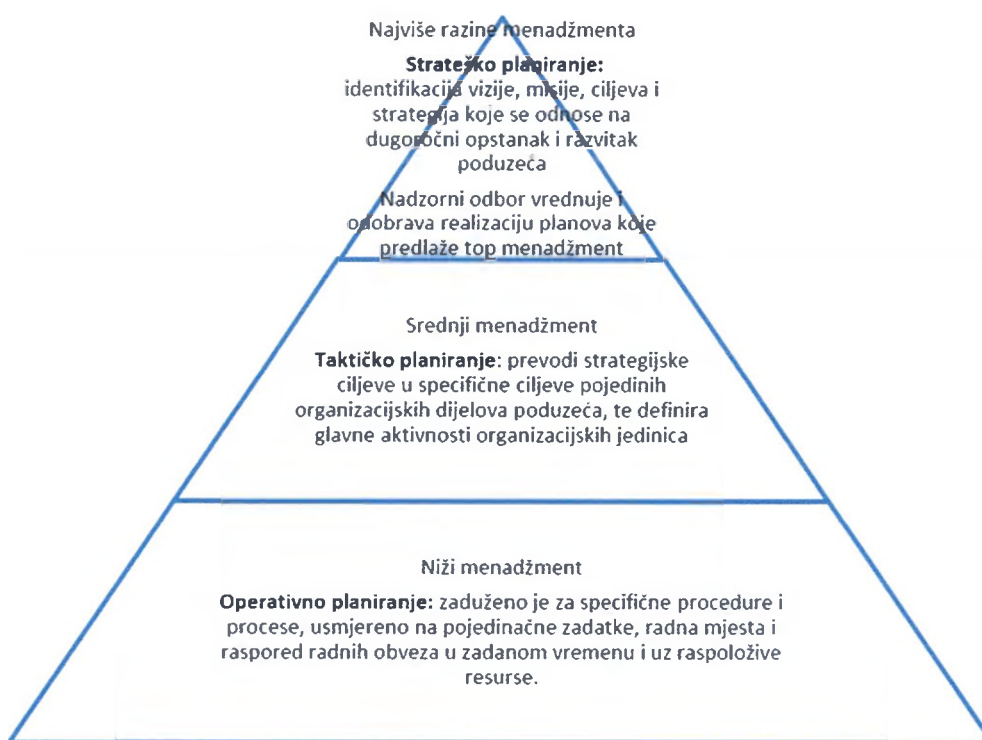 Najviše razine menadžmenta
Strateško planiranje:
identifikacija vizije, misije, ciljeva i
strategija koje se odnose na
dugoročni opstanak i razvitak
poduzeća
Nadzorni odbor vrednuje i
odobrava realizaciju planova koje
predlaže top menadžment
Srednji menadžment
Taktičko planiranje: prevodi strategijske
ciljeve u specifične ciljeve pojedinih
organizacijskih dijelova poduzeća, te definira
glavne aktivnosti organizacijskih jedinica
Niži menadžment
Operativno planiranje: zaduženo je za specifične procedure i
procese, usmjereno na pojedinačne zadatke, radna mjesta i
raspored radnih obveza u zadanom vremenu i uz raspoložive
resurse.